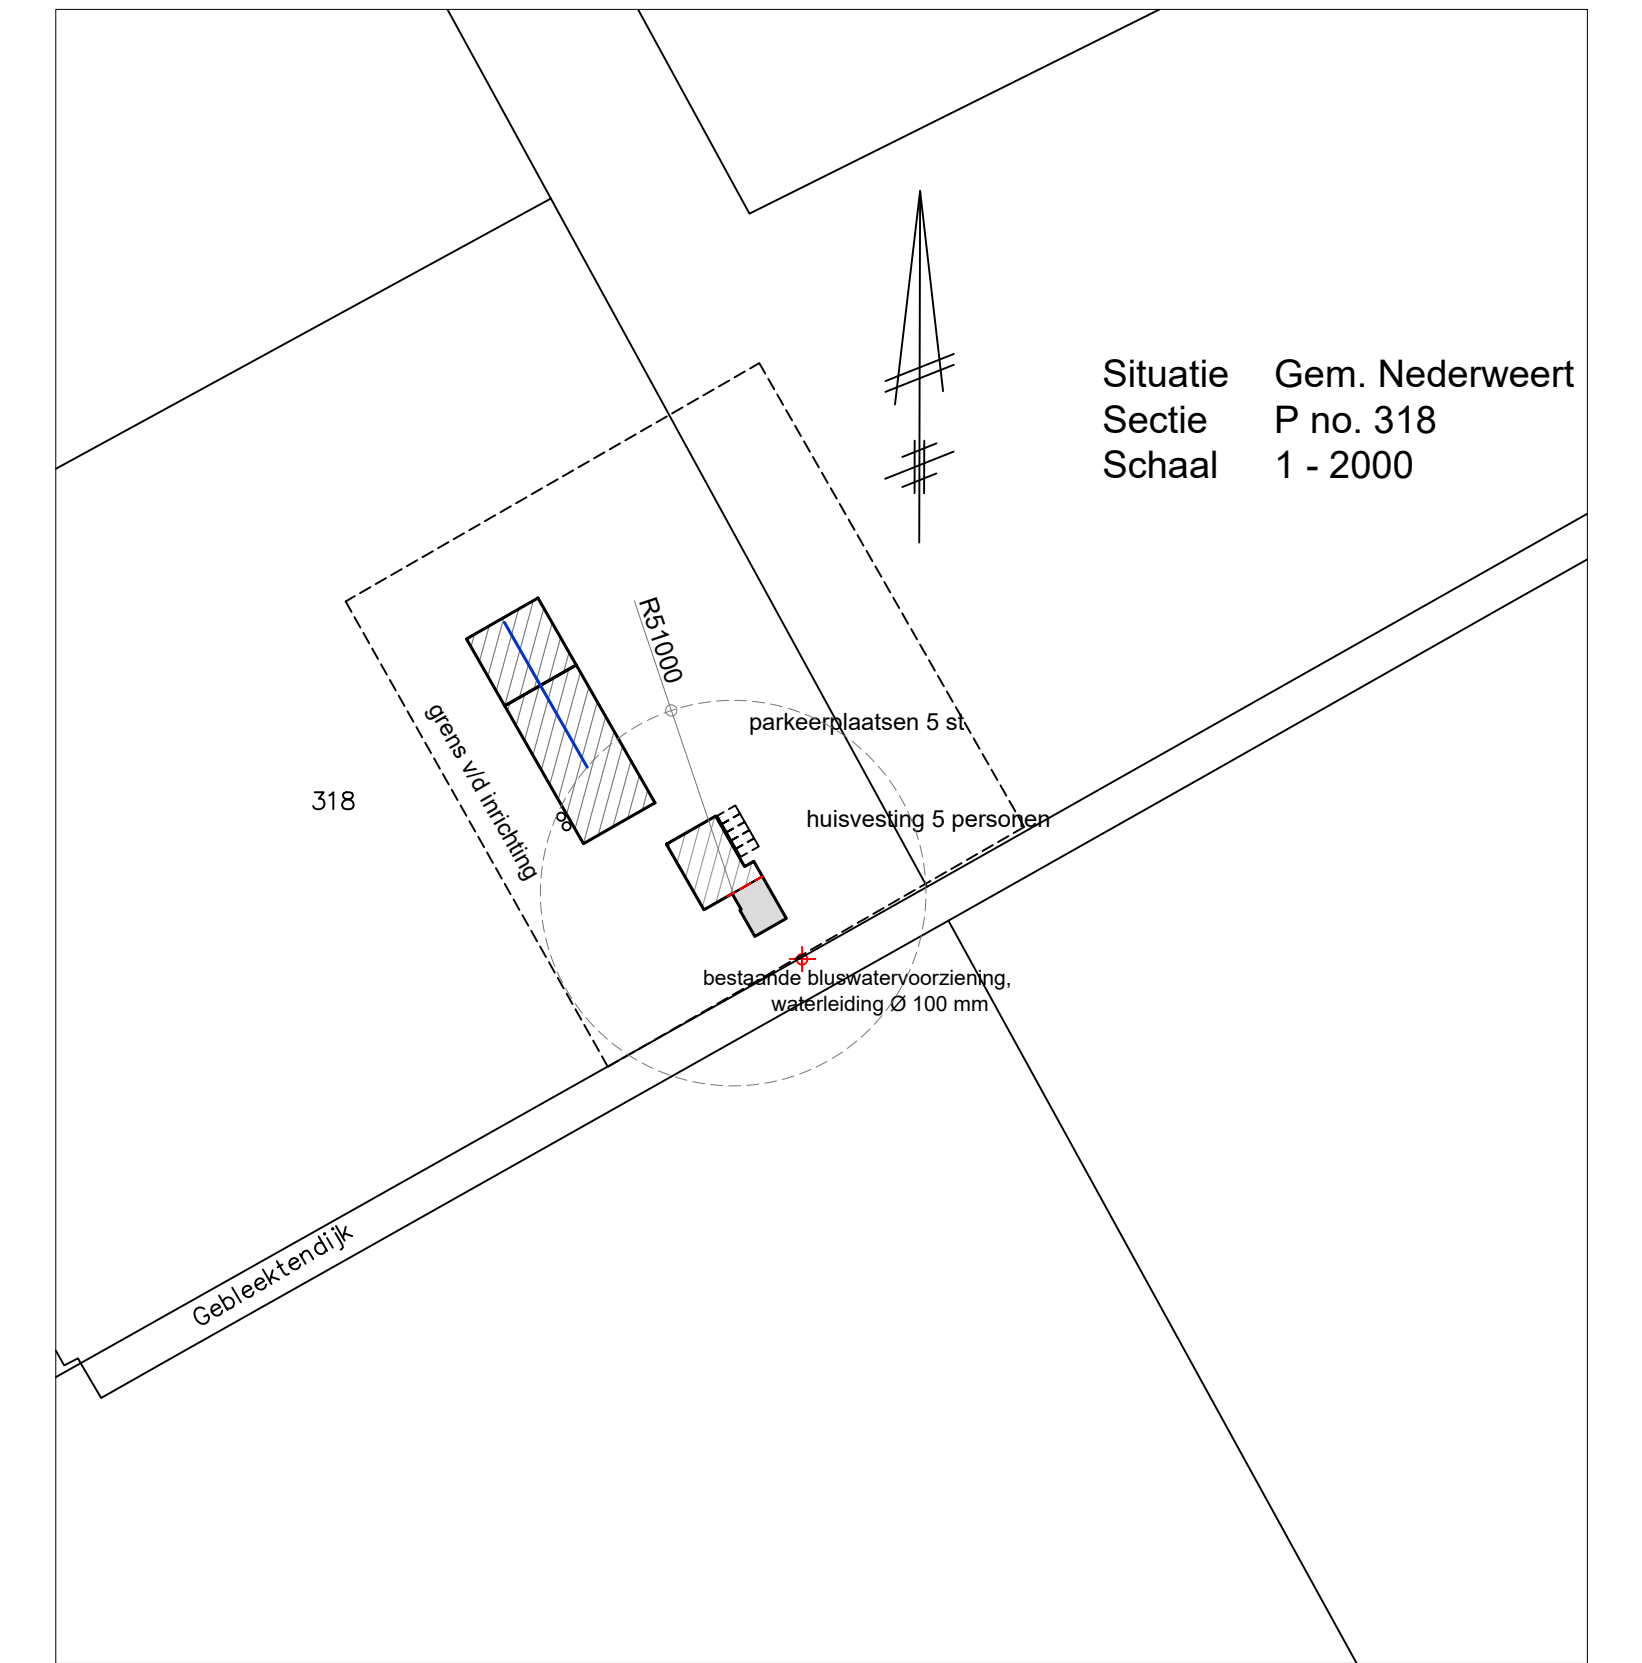 Situatie Gem. Nederweert
Sectie P no. 318
Schaal 1 - 2000
R51000
grens v/d inrichting
parkeerplaatsen 5 st
318
huisvesting 5 personen
bestaande bluswatervoorziening,
waterleiding Ø 100 mm
Gebleektendijk